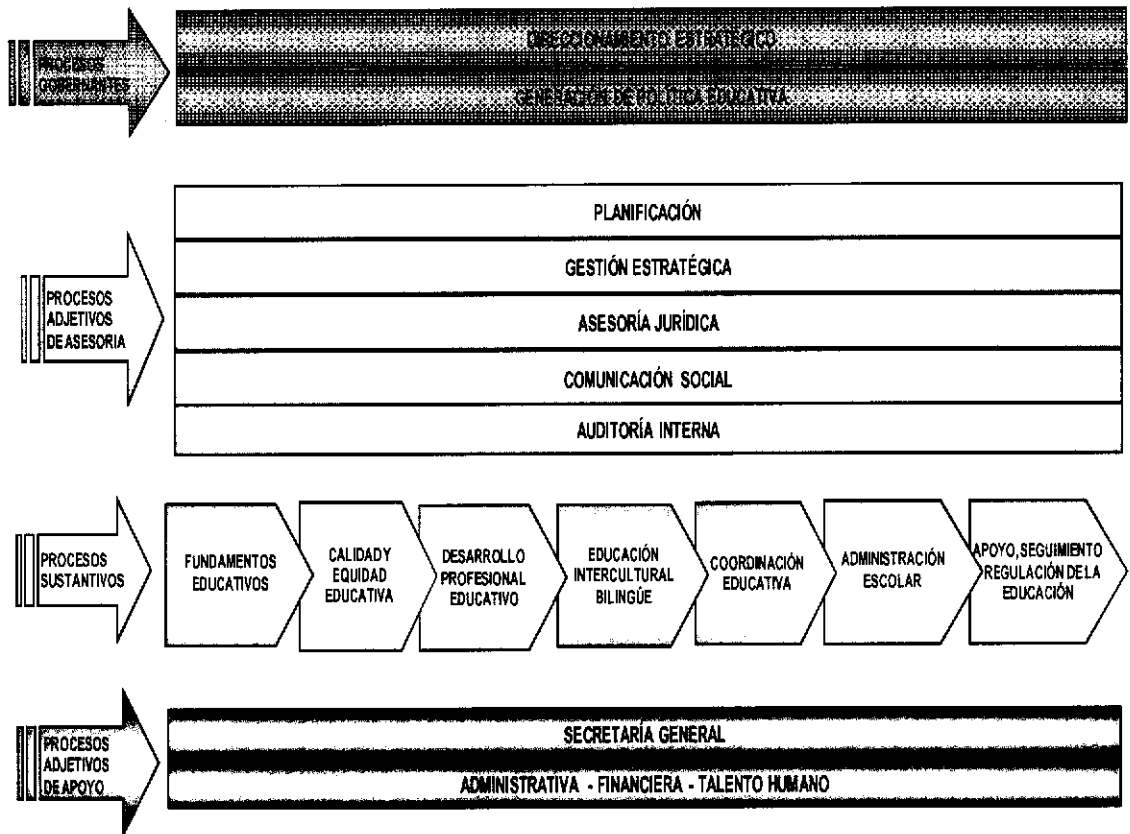 PROCESOS
GOBERNANTES
DIRECCIONAMIENTO ESTRATÉGICO
GENERACIÓN DE POLÍTICA EDUCATIVA
PROCESOS
ADJETIVOS
DE ASESORIA
PLANIFICACIÓN
GESTIÓN ESTRATÉGICA
ASESORÍA JURÍDICA
COMUNICACIÓN SOCIAL
AUDITORÍA INTERNA
PROCESOS
SUSTANTIVOS
FUNDAMENTOS
EDUCATIVOS
CALIDAD Y
EQUIDAD
EDUCATIVA
DESARROLLO
PROFESIONAL
EDUCATIVO
EDUCACIÓN
INTERCULTURAL
BILINGÜE
COORDINACIÓN
EDUCATIVA
ADMINISTRACIÓN
ESCOLAR
APOYO, SEGUIMIENTO
Y REGULACIÓN DE LA
EDUCACIÓN
PROCESOS
ADJETIVOS
DE APOYO
SECRETARÍA GENERAL
ADMINISTRATIVA - FINANCIERA - TALENTO HUMANO